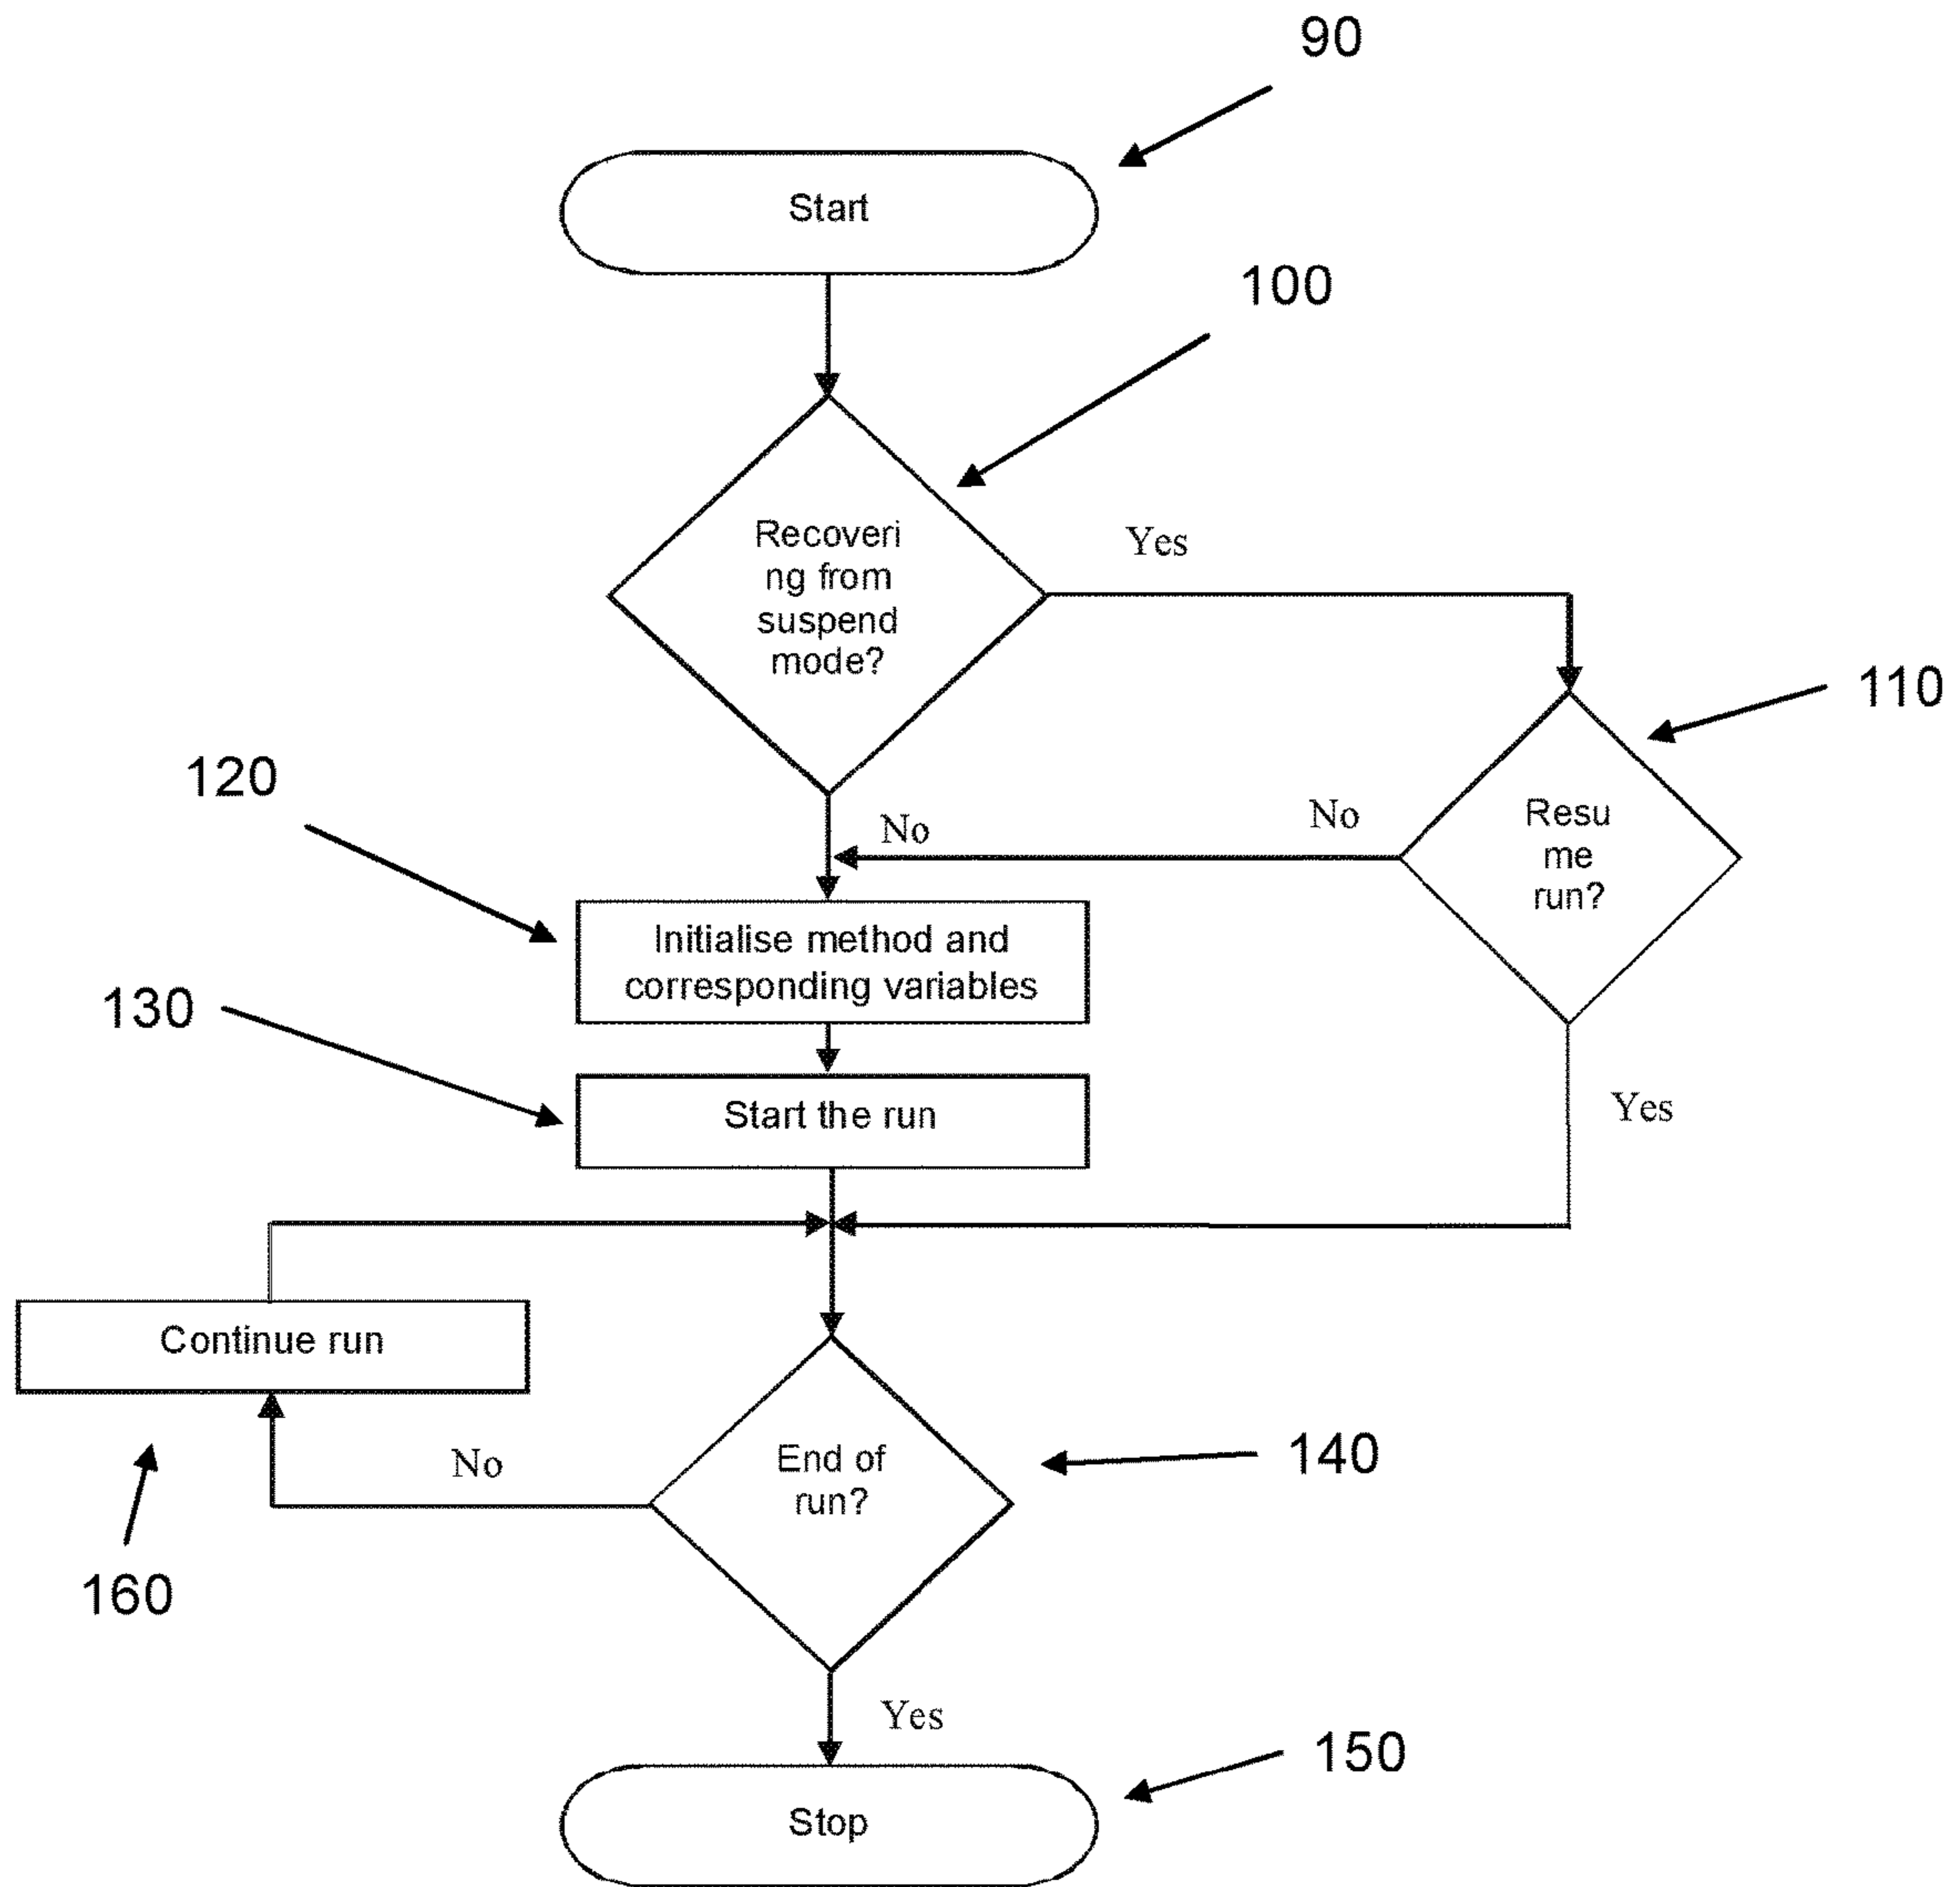 90
Start
100
Recoveri
ng from
suspend
mode?
Yes
110
120
No
No
Resu
me
run?
Initialise method and
corresponding variables
130
Start the run
Yes
Continue run
140
End of
run?
No
160
Yes
150
Stop